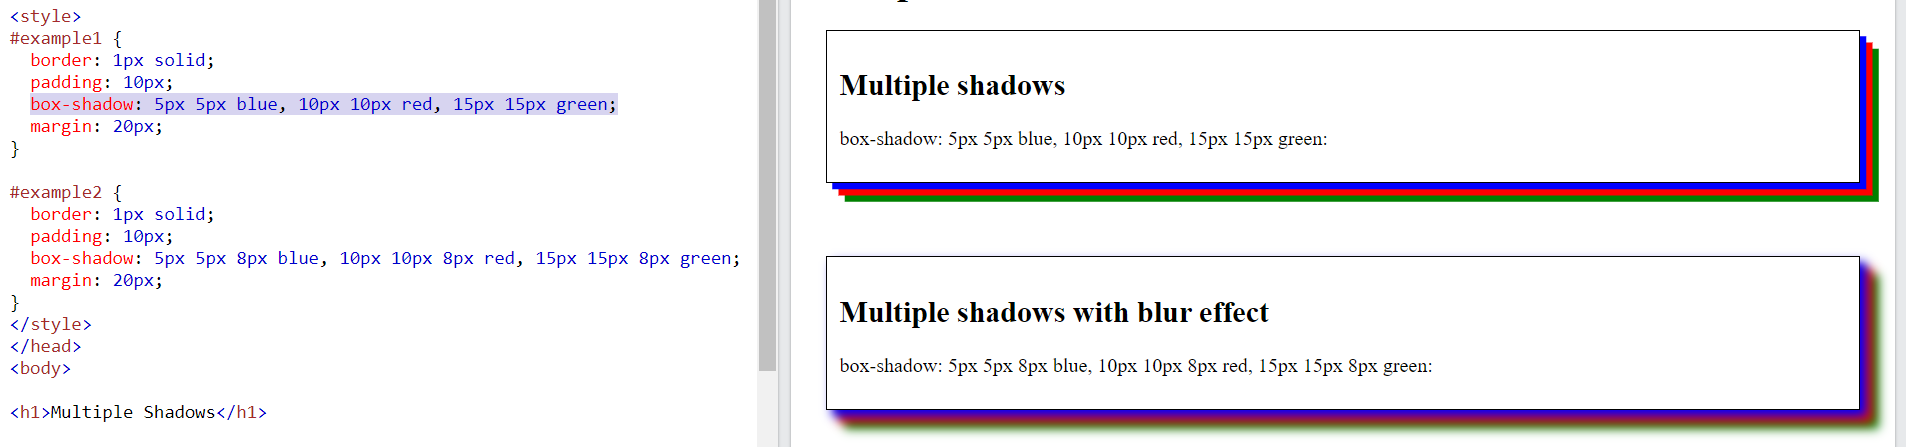 <style>
#example1 {
  border: 1px solid;
  padding: 10px;
  box-shadow: 5px 5px blue, 10px 10px red, 15px 15px green;
  margin: 20px;
}

#example2 {
  border: 1px solid;
  padding: 10px;
  box-shadow: 5px 5px 8px blue, 10px 10px 8px red, 15px 15px 8px green;
  margin: 20px;
}
</style>
</head>
<body>

<h1>Multiple Shadows</h1>
Multiple shadows
box-shadow: 5px 5px blue, 10px 10px red, 15px 15px green:
Multiple shadows with blur effect
box-shadow: 5px 5px 8px blue, 10px 10px 8px red, 15px 15px 8px green: